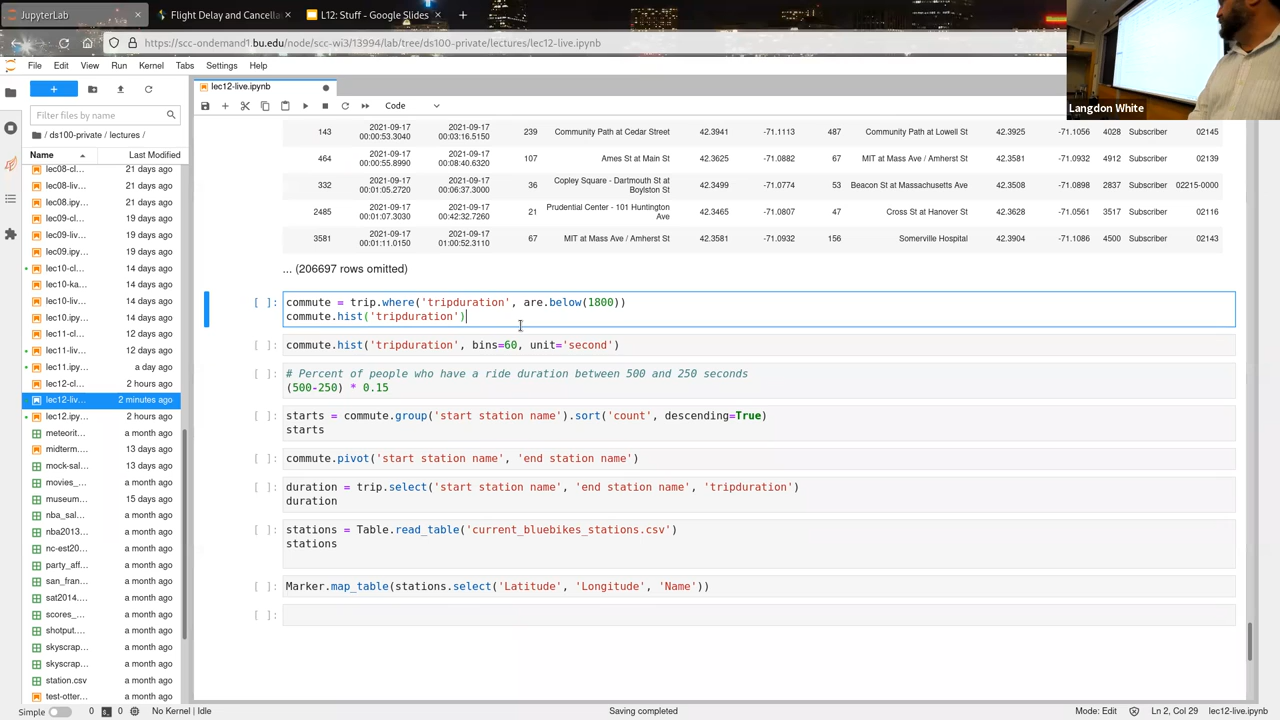 JupyterLab
Flight Delay and Cancella
L12: Stuff - Google Slides
https://scc-ondemand1.bu.edu/node/scc-wi3/13994/lab/tree/ds100-private/lectures/lec12-live.ipynb
Langdon White
File Edit View Run Kernel Tabs Settings Help
Filter files by name
/ ds100-private / lectures /
Name Last Modified
lec08-cl... 21 days ago
lec08-liv... 21 days ago
lec08.ipy... 21 days ago
lec09-cl... 19 days ago
lec09-liv... 19 days ago
lec09.ipy... 19 days ago
lec10-cl... 14 days ago
lec10-ka... 14 days ago
lec10-liv... 14 days ago
lec10.ipy... 14 days ago
lec11-cl... 14 days ago
lec11-liv... 14 days ago
lec11.ipy... a day ago
lec12-cl... 2 hours ago
lec12-liv... 2 minutes ago
lec12.ipy... 2 hours ago
meteorit... a month ago
midterm.... 13 days ago
mock-sal... 13 days ago
movies_... a month ago
museum... 15 days ago
nba_sal... a month ago
nba2013... a month ago
nc-est20... a month ago
party_aff... a month ago
san_fran... a month ago
sat2014.... a month ago
scores_... a month ago
shotput.... a month ago
skyscrap... a month ago
skyscrap... a month ago
station.csv a month ago
test-otter... a month ago
lec12-live.ipynb
Code
143 2021-09-17 00:00:53.3040 2021-09-17 00:03:16.5150 239 Community Path at Cedar Street 42.3941 -71.1113 487 Community Path at Lowell St 42.3925 -71.1056 4028 Subscriber 02145
464 2021-09-17 00:00:55.8990 2021-09-17 00:08:40.6320 107 Ames St at Main St 42.3625 -71.0882 67 MIT at Mass Ave / Amherst St 42.3581 -71.0932 4912 Subscriber 02139
332 2021-09-17 00:01:05.2720 2021-09-17 00:06:37.3000 36 Copley Square - Dartmouth St at Boylston St 42.3499 -71.0774 53 Beacon St at Massachusetts Ave 42.3508 -71.0898 2837 Subscriber 02215-0000
2485 2021-09-17 00:01:07.3030 2021-09-17 00:42:32.7260 21 Prudential Center - 101 Huntington Ave 42.3465 -71.0807 47 Cross St at Hanover St 42.3628 -71.0561 3517 Subscriber 02116
3581 2021-09-17 00:01:11.0150 2021-09-17 01:00:52.3110 67 MIT at Mass Ave / Amherst St 42.3581 -71.0932 156 Somerville Hospital 42.3904 -71.1086 4500 Subscriber 02143
... (206697 rows omitted)
[ ]: commute = trip.where('tripduration', are.below(1800))
commute.hist('tripduration')
[ ]: commute.hist('tripduration', bins=60, unit='second')
[ ]: # Percent of people who have a ride duration between 500 and 250 seconds
(500-250) * 0.15
[ ]: starts = commute.group('start station name').sort('count', descending=True)
starts
[ ]: commute.pivot('start station name', 'end station name')
[ ]: duration = trip.select('start station name', 'end station name', 'tripduration')
duration
[ ]: stations = Table.read_table('current_bluebikes_stations.csv')
stations
[ ]: Marker.map_table(stations.select('Latitude', 'Longitude', 'Name'))
[ ]:
Simple 0 0 No Kernel | Idle Saving completed Mode: Edit Ln 2, Col 29 lec12-live.ipynb